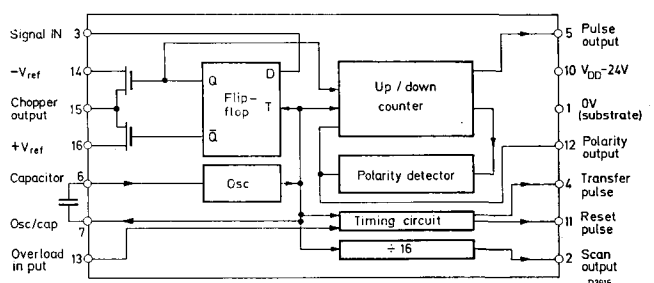 Signal IN 3
-Vref 14
Chopper output 15
+Vref 16
Capacitor 6
Osc/cap 7
Overload in put 13
Q D
Flip-flop T
Q̅
Osc
Up / down counter
Polarity detector
Timing circuit
÷ 16
5 Pulse output
10 VDD-24V
1 0V (substrate)
12 Polarity output
4 Transfer pulse
11 Reset pulse
2 Scan output